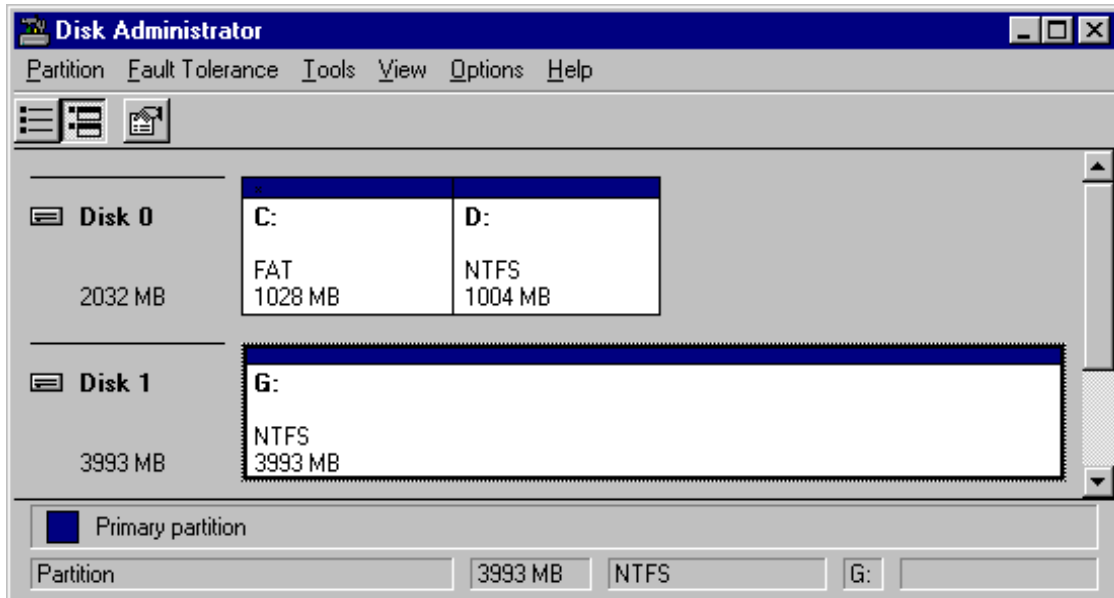 Disk Administrator
Partition Fault Tolerance Tools View Options Help
Disk 0
2032 MB
C:
FAT
1028 MB
D:
NTFS
1004 MB
Disk 1
3993 MB
G:
NTFS
3993 MB
Primary partition
Partition 3993 MB NTFS G: